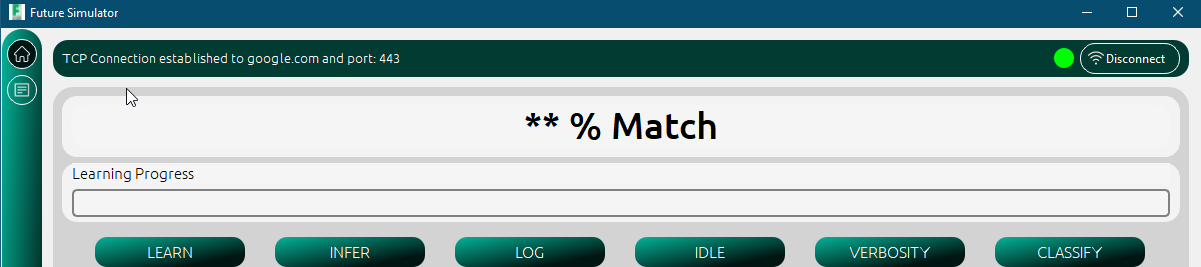 Future Simulator
TCP Connection established to google.com and port: 443
Disconnect
** % Match
Learning Progress
LEARN INFER LOG IDLE VERBOSITY CLASSIFY